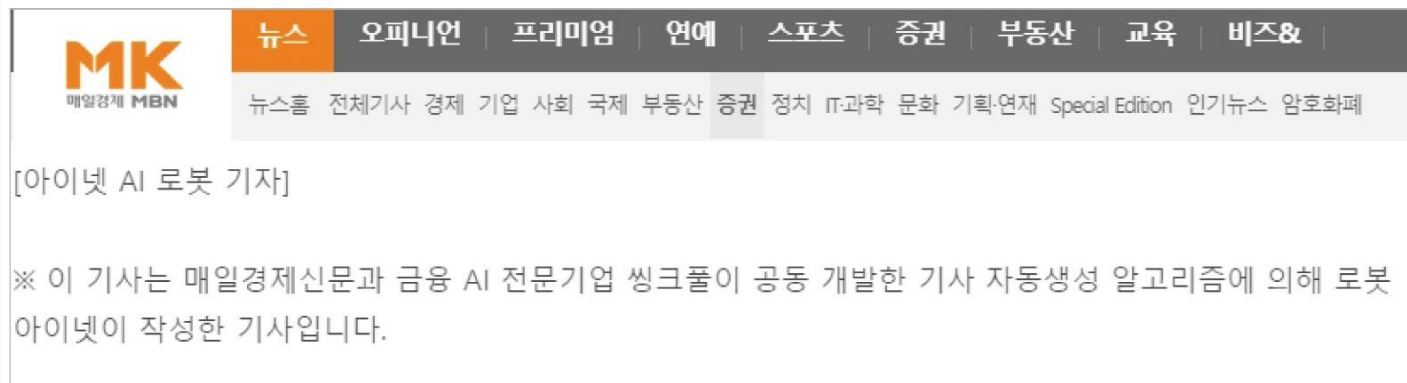 MK
매일경제 MBN
뉴스 오피니언 | 프리미엄 | 연예 | 스포츠 | 증권 | 부동산 | 교육 | 비즈& |
뉴스홈 전체기사 경제 기업 사회 국제 부동산 증권 정치 IT·과학 문화 기획·연재 Special Edition 인기뉴스 암호화폐
[아이넷 AI 로봇 기자]
※ 이 기사는 매일경제신문과 금융 AI 전문기업 씽크풀이 공동 개발한 기사 자동생성 알고리즘에 의해 로봇
아이넷이 작성한 기사입니다.